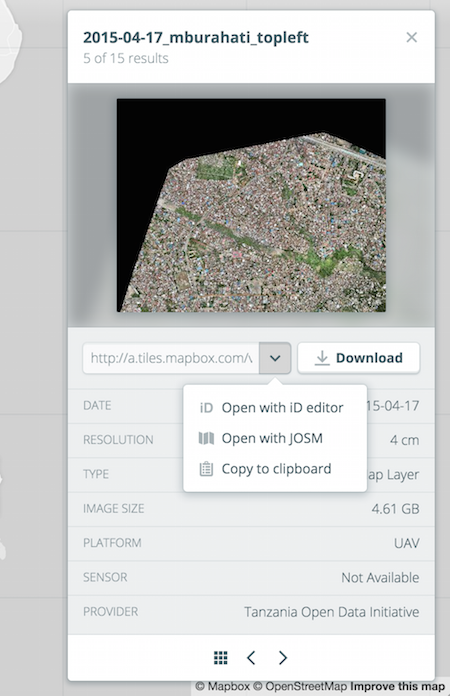 2015-04-17_mburahati_topleft
5 of 15 results
http://a.tiles.mapbox.com/v
Download
iD Open with iD editor
Open with JOSM
Copy to clipboard
DATE 15-04-17
RESOLUTION 4 cm
TYPE ap Layer
IMAGE SIZE 4.61 GB
PLATFORM UAV
SENSOR Not Available
PROVIDER Tanzania Open Data Initiative
© Mapbox © OpenStreetMap Improve this map